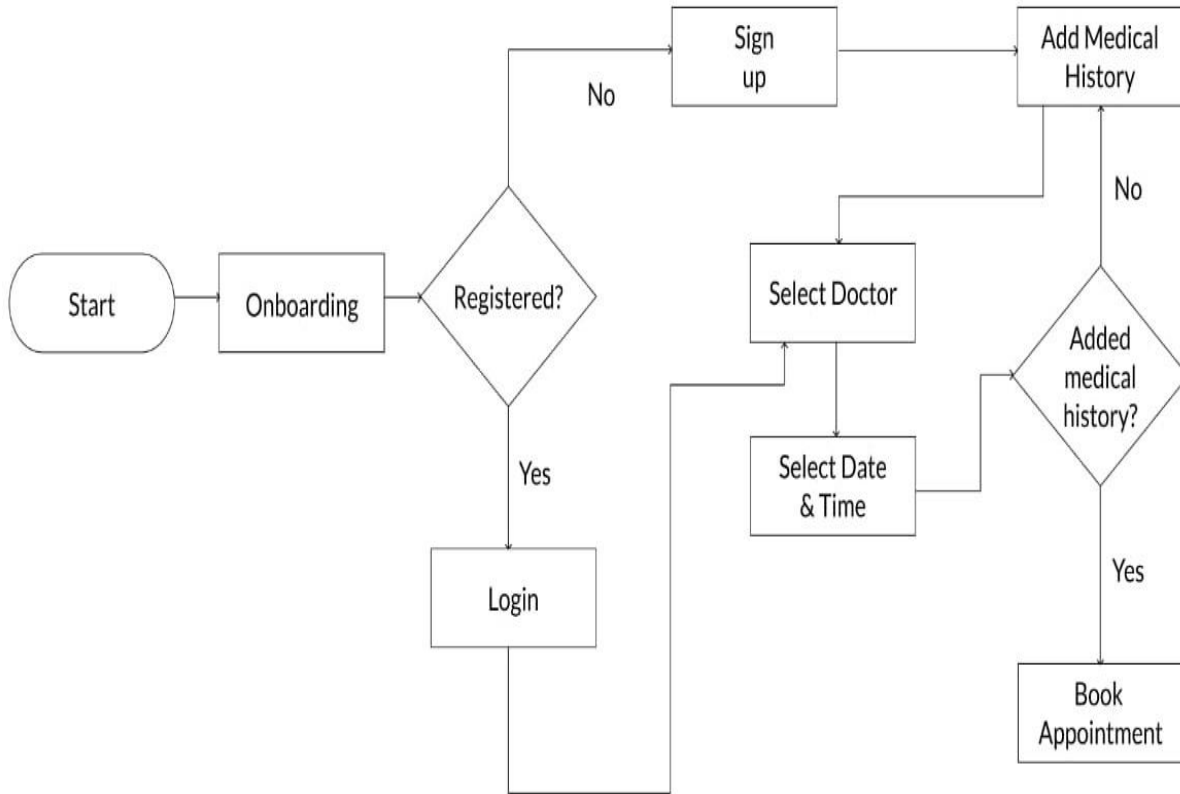 Sign
up
Add Medical
History
No
No
Start
Onboarding
Registered?
Select Doctor
Added
medical
history?
Yes
Select Date
& Time
Login
Yes
Book
Appointment